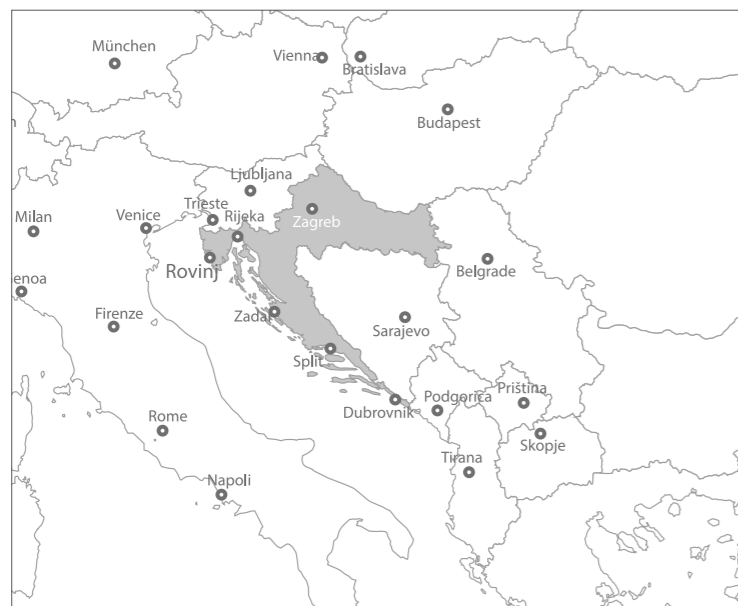 München
Vienna
Bratislava
Budapest
n
Ljubljana
Trieste
Rijeka
Zagreb
Milan
Venice
Rovinj
Belgrade
enoa
Firenze
Zadar
Sarajevo
Split
Dubrovnik
Podgorica
Priština
Rome
Skopje
Tirana
Napoli